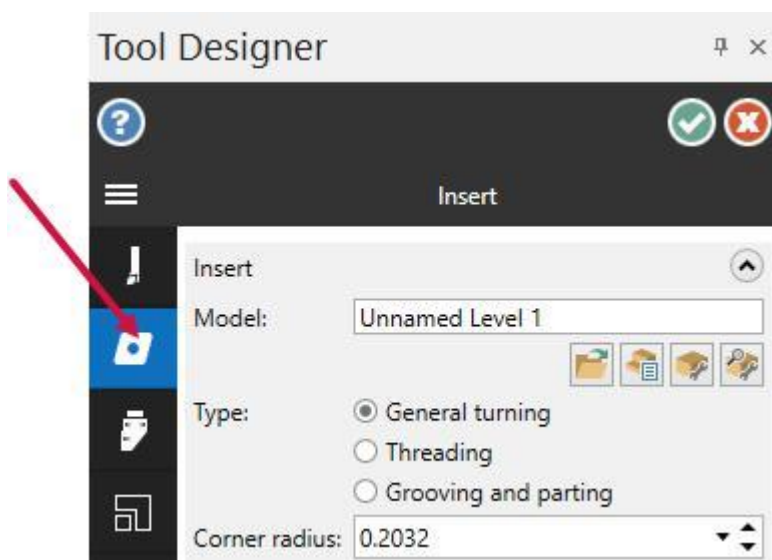 Tool Designer
Insert
Insert
Model: Unnamed Level 1
Type: General turning
Threading
Grooving and parting
Corner radius: 0.2032